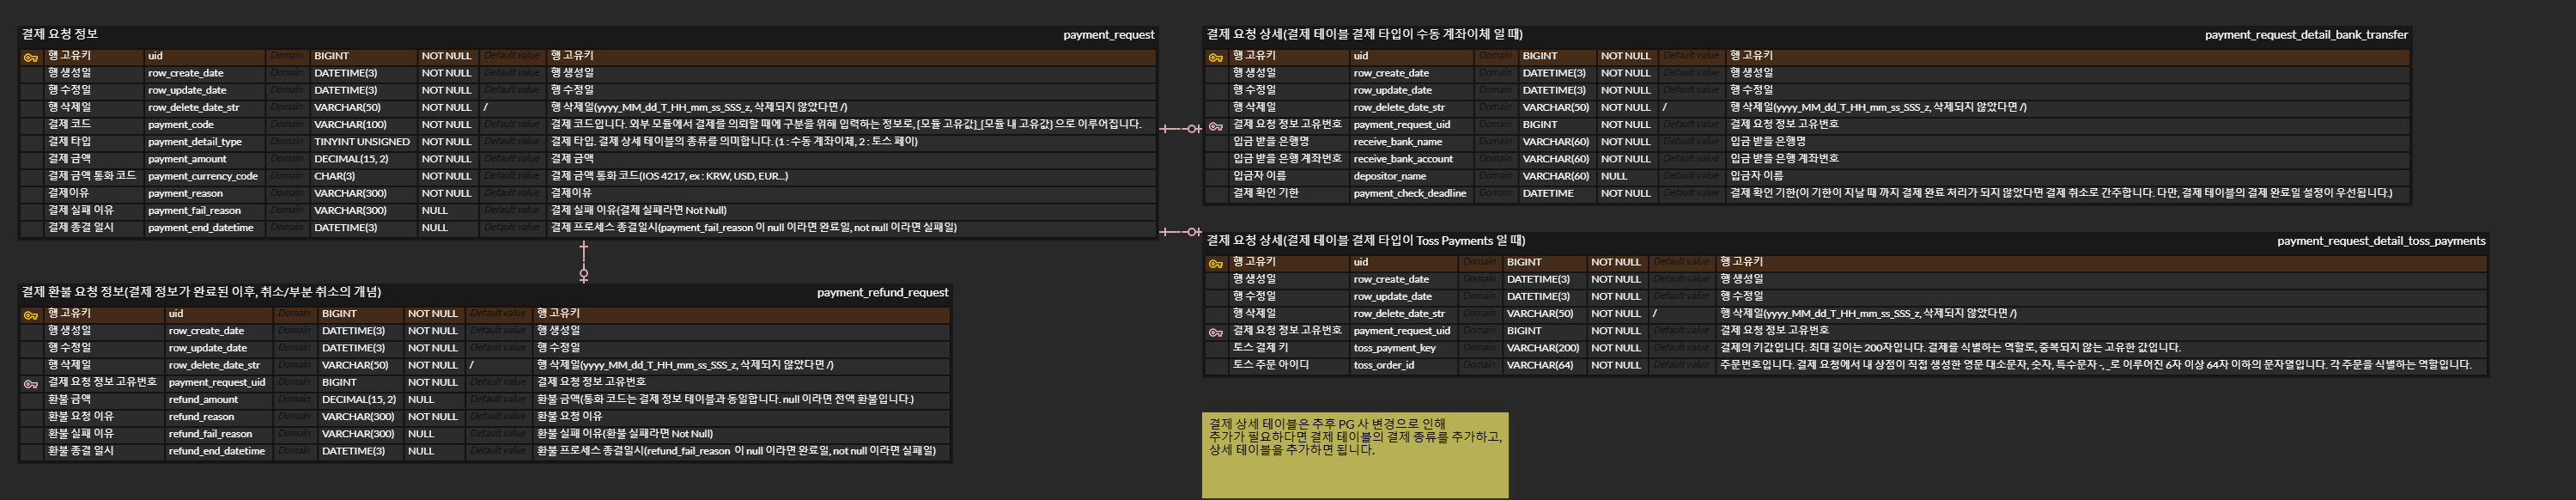 결제 요청 정보 payment_request
행 고유키 uid Domain BIGINT NOT NULL Default value 행 고유키
행 생성일 row_create_date Domain DATETIME(3) NOT NULL Default value 행 생성일
행 수정일 row_update_date Domain DATETIME(3) NOT NULL Default value 행 수정일
행 삭제일 row_delete_date_str Domain VARCHAR(50) NOT NULL / 행 삭제일(yyyy_MM_dd_T_HH_mm_ss_SSS_z, 삭제되지 않았다면 /)
결제 코드 payment_code Domain VARCHAR(100) NOT NULL Default value 결제 코드입니다. 외부 모듈에서 결제를 의뢰할 때에 구분을 위해 입력하는 정보로, {모듈 고유값}_{모듈 내 고유값} 으로 이루어집니다.
결제 타입 payment_detail_type Domain TINYINT UNSIGNED NOT NULL Default value 결제 타입. 결제 상세 테이블의 종류를 의미합니다. (1 : 수동 계좌이체, 2 : 토스 페이)
결제 금액 payment_amount Domain DECIMAL(15, 2) NOT NULL Default value 결제 금액
결제 금액 통화 코드 payment_currency_code Domain CHAR(3) NOT NULL Default value 결제 금액 통화 코드(IOS 4217, ex : KRW, USD, EUR...)
결제이유 payment_reason Domain VARCHAR(300) NOT NULL Default value 결제이유
결제 실패 이유 payment_fail_reason Domain VARCHAR(300) NULL Default value 결제 실패 이유(결제 실패라면 Not Null)
결제 종결 일시 payment_end_datetime Domain DATETIME(3) NULL Default value 결제 프로세스 종결일시(payment_fail_reason 이 null 이라면 완료일, not null 이라면 실패일)
결제 요청 상세(결제 테이블 결제 타입이 수동 계좌이체 일 때) payment_request_detail_bank_transfer
행 고유키 uid Domain BIGINT NOT NULL Default value 행 고유키
행 생성일 row_create_date Domain DATETIME(3) NOT NULL Default value 행 생성일
행 수정일 row_update_date Domain DATETIME(3) NOT NULL Default value 행 수정일
행 삭제일 row_delete_date_str Domain VARCHAR(50) NOT NULL / 행 삭제일(yyyy_MM_dd_T_HH_mm_ss_SSS_z, 삭제되지 않았다면 /)
결제 요청 정보 고유번호 payment_request_uid Domain BIGINT NOT NULL Default value 결제 요청 정보 고유번호
입금 받을 은행명 receive_bank_name Domain VARCHAR(60) NOT NULL Default value 입금 받을 은행명
입금 받을 은행 계좌번호 receive_bank_account Domain VARCHAR(60) NOT NULL Default value 입금 받을 은행 계좌번호
입금자 이름 depositor_name Domain VARCHAR(60) NULL Default value 입금자 이름
결제 확인 기한 payment_check_deadline Domain DATETIME NOT NULL Default value 결제 확인 기한(이 기한이 지날 때 까지 결제 완료 처리가 되지 않았다면 결제 취소로 간주합니다. 다만, 결제 테이블의 결제 완료일 설정이 우선됩니다.)
결제 요청 상세(결제 테이블 결제 타입이 Toss Payments 일 때) payment_request_detail_toss_payments
행 고유키 uid Domain BIGINT NOT NULL Default value 행 고유키
행 생성일 row_create_date Domain DATETIME(3) NOT NULL Default value 행 생성일
행 수정일 row_update_date Domain DATETIME(3) NOT NULL Default value 행 수정일
행 삭제일 row_delete_date_str Domain VARCHAR(50) NOT NULL / 행 삭제일(yyyy_MM_dd_T_HH_mm_ss_SSS_z, 삭제되지 않았다면 /)
결제 요청 정보 고유번호 payment_request_uid Domain BIGINT NOT NULL Default value 결제 요청 정보 고유번호
토스 결제 키 toss_payment_key Domain VARCHAR(200) NOT NULL Default value 결제의 키값입니다. 최대 길이는 200자입니다. 결제를 식별하는 역할로, 중복되지 않는 고유한 값입니다.
토스 주문 아이디 toss_order_id Domain VARCHAR(64) NOT NULL Default value 주문번호입니다. 결제 요청에서 내 상점이 직접 생성한 영문 대소문자, 숫자, 특수문자 -, _로 이루어진 6자 이상 64자 이하의 문자열입니다. 각 주문을 식별하는 역할입니다.
결제 환불 요청 정보(결제 정보가 완료된 이후, 취소/부분 취소의 개념) payment_refund_request
행 고유키 uid Domain BIGINT NOT NULL Default value 행 고유키
행 생성일 row_create_date Domain DATETIME(3) NOT NULL Default value 행 생성일
행 수정일 row_update_date Domain DATETIME(3) NOT NULL Default value 행 수정일
행 삭제일 row_delete_date_str Domain VARCHAR(50) NOT NULL / 행 삭제일(yyyy_MM_dd_T_HH_mm_ss_SSS_z, 삭제되지 않았다면 /)
결제 요청 정보 고유번호 payment_request_uid Domain BIGINT NOT NULL Default value 결제 요청 정보 고유번호
환불 금액 refund_amount Domain DECIMAL(15, 2) NULL Default value 환불 금액(통화 코드는 결제 정보 테이블과 동일합니다. null 이라면 전액 환불입니다.)
환불 요청 이유 refund_reason Domain VARCHAR(300) NOT NULL Default value 환불 요청 이유
환불 실패 이유 refund_fail_reason Domain VARCHAR(300) NULL Default value 환불 실패 이유(환불 실패라면 Not Null)
환불 종결 일시 refund_end_datetime Domain DATETIME(3) NULL Default value 환불 프로세스 종결일시(refund_fail_reason 이 null 이라면 완료일, not null 이라면 실패일)
결제 상세 테이블은 추후 PG 사 변경으로 인해
추가가 필요하다면 결제 테이블의 결제 종류를 추가하고,
상세 테이블을 추가하면 됩니다.